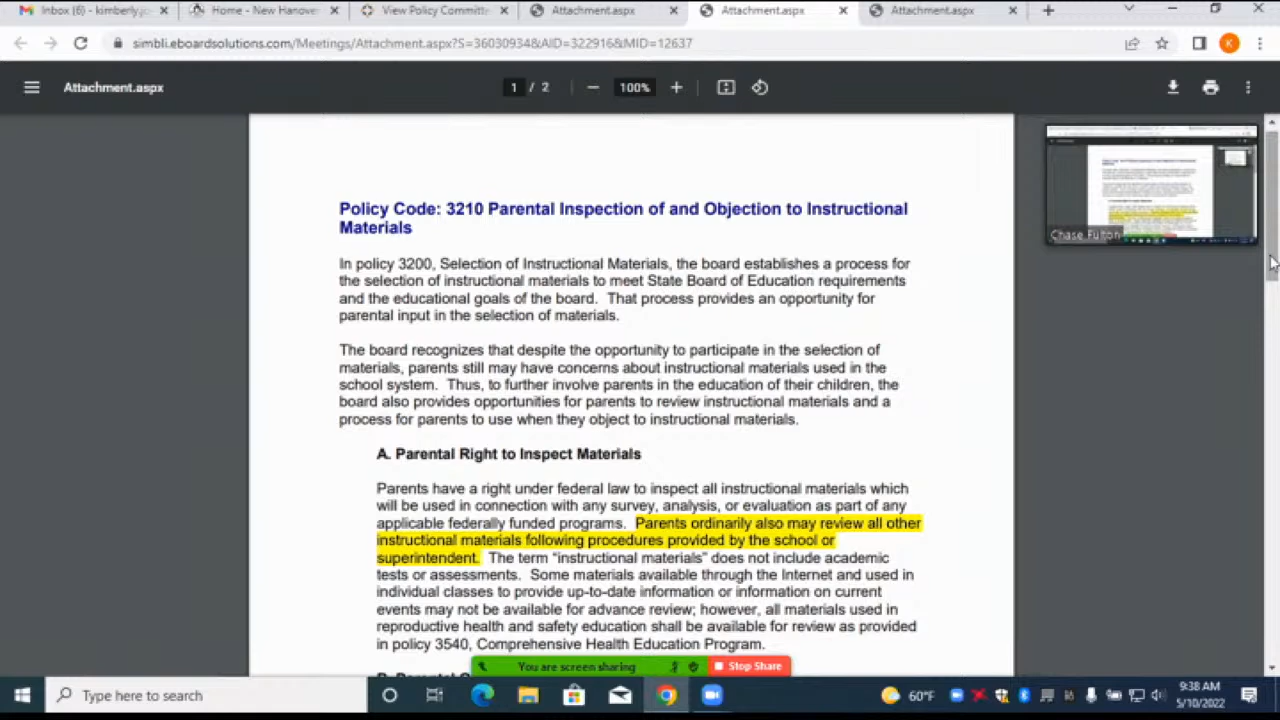 Inbox (6) - kimberly.jo
Home - New Hanove
View Policy Committe
Attachment.aspx
Attachment.aspx
Attachment.aspx
simbli.eboardsolutions.com/Meetings/Attachment.aspx?S=36030934&AID=322916&MID=12637
K
Attachment.aspx
1 / 2
100%
Policy Code: 3210 Parental Inspection of and Objection to Instructional
Materials
In policy 3200, Selection of Instructional Materials, the board establishes a process for
the selection of instructional materials to meet State Board of Education requirements
and the educational goals of the board.  That process provides an opportunity for
parental input in the selection of materials.
The board recognizes that despite the opportunity to participate in the selection of
materials, parents still may have concerns about instructional materials used in the
school system.  Thus, to further involve parents in the education of their children, the
board also provides opportunities for parents to review instructional materials and a
process for parents to use when they object to instructional materials.
A. Parental Right to Inspect Materials
Parents have a right under federal law to inspect all instructional materials which
will be used in connection with any survey, analysis, or evaluation as part of any
applicable federally funded programs.  Parents ordinarily also may review all other
instructional materials following procedures provided by the school or
superintendent.  The term “instructional materials” does not include academic
tests or assessments.  Some materials available through the Internet and used in
individual classes to provide up-to-date information or information on current
events may not be available for advance review; however, all materials used in
reproductive health and safety education shall be available for review as provided
in policy 3540, Comprehensive Health Education Program.
Chase Fulton
You are screen sharing
Stop Share
Type here to search
60°F
9:38 AM
5/10/2022